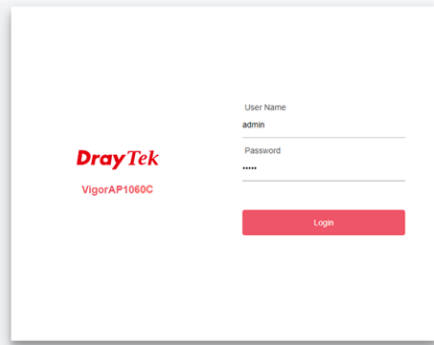 DrayTek
VigorAP1060C
User Name
admin
Password
•••••
Login